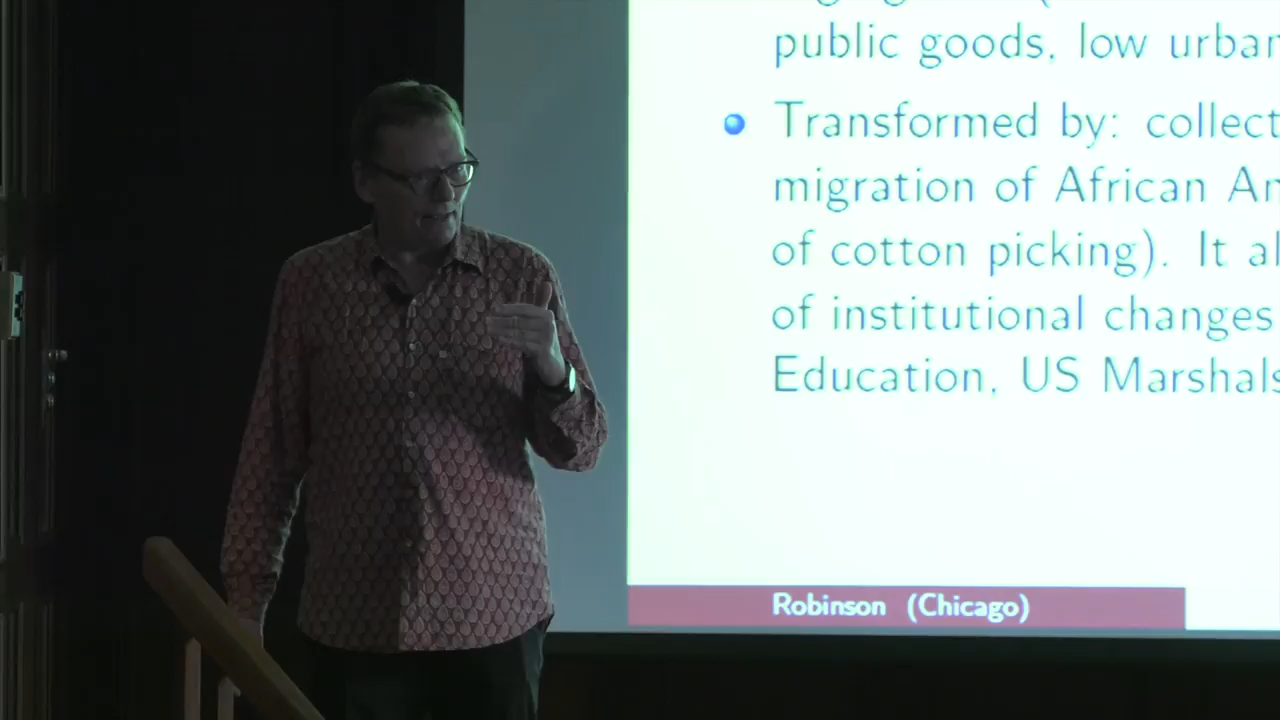 public goods, low urban
Transformed by: collect
migration of African Am
of cotton picking). It al
of institutional changes
Education, US Marshals
Robinson (Chicago)